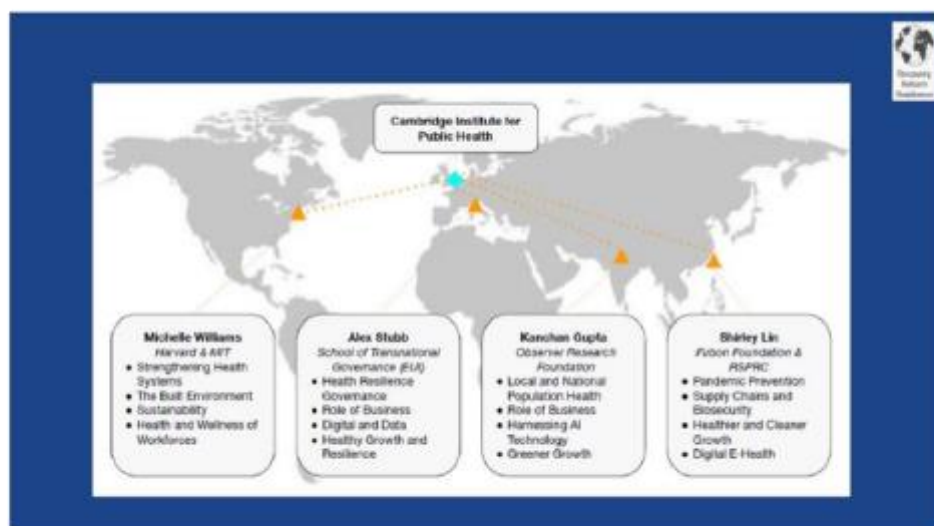 Recovery
Reform
Resilience
Cambridge Institute for
Public Health
Michelle Williams
Harvard & MIT
● Strengthening Health
Systems
● The Built Environment
● Sustainability
● Health and Wellness of
Workforces
Alex Stubb
School of Transnational
Governance (EUI)
● Health Resilience
Governance
● Role of Business
● Digital and Data
● Healthy Growth and
Resilience
Kanchan Gupta
Observer Research
Foundation
● Local and National
Population Health
● Role of Business
● Harnessing AI
Technology
● Greener Growth
Shirley Lin
Fubon Foundation &
RSPRC
● Pandemic Prevention
● Supply Chains and
Biosecurity
● Healthier and Cleaner
Growth
● Digital E-Health